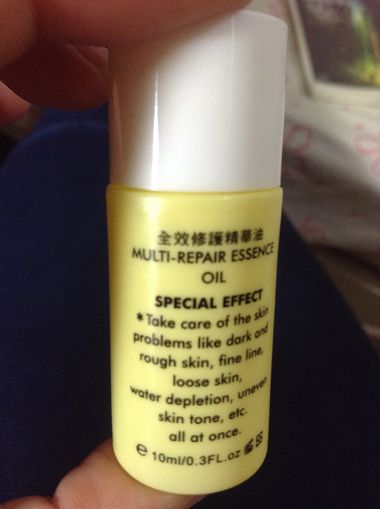 全效修護精華油
MULTI-REPAIR ESSENCE
OIL
SPECIAL EFFECT
*Take care of the skin
problems like dark and
rough skin, fine line,
loose skin,
water depletion, uneven
skin tone, etc.
all at once.
e 10ml/0.3Fl.oz